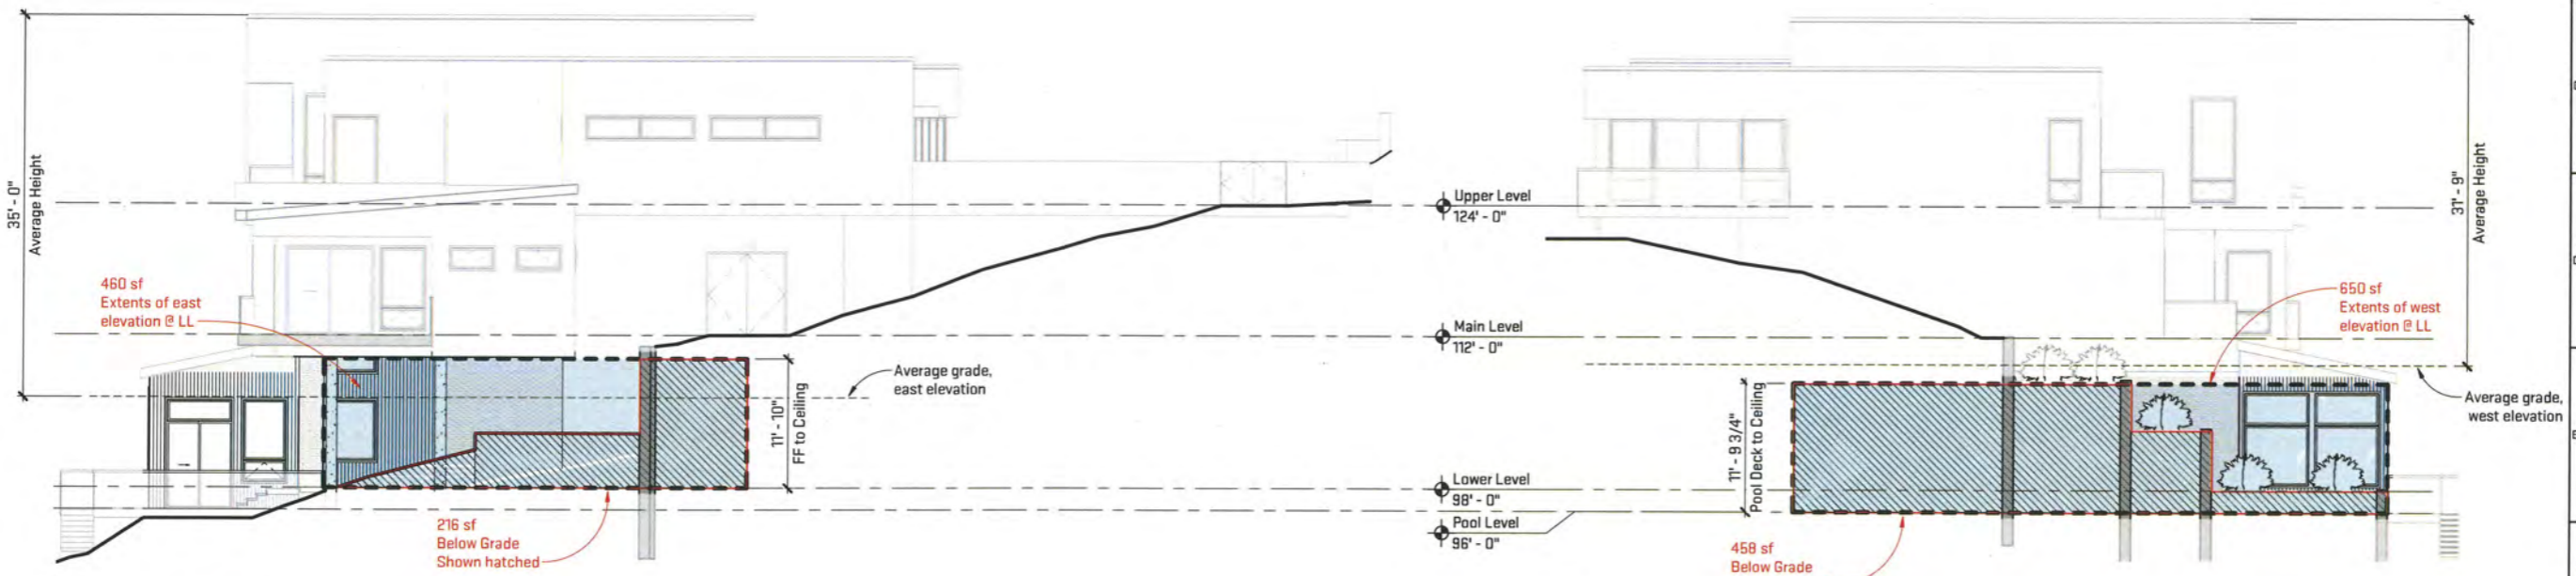 35' - 0"
Average Height
460 sf
Extents of east
elevation @ LL
216 sf
Below Grade
Shown hatched
11' - 10"
FF to Ceiling
Average grade,
east elevation
Upper Level
124' - 0"
Main Level
112' - 0"
Lower Level
98' - 0"
Pool Level
96' - 0"
11' - 9 3/4"
Pool Deck to Ceiling
458 sf
Below Grade
650 sf
Extents of west
elevation @ LL
31' - 9"
Average Height
Average grade,
west elevation